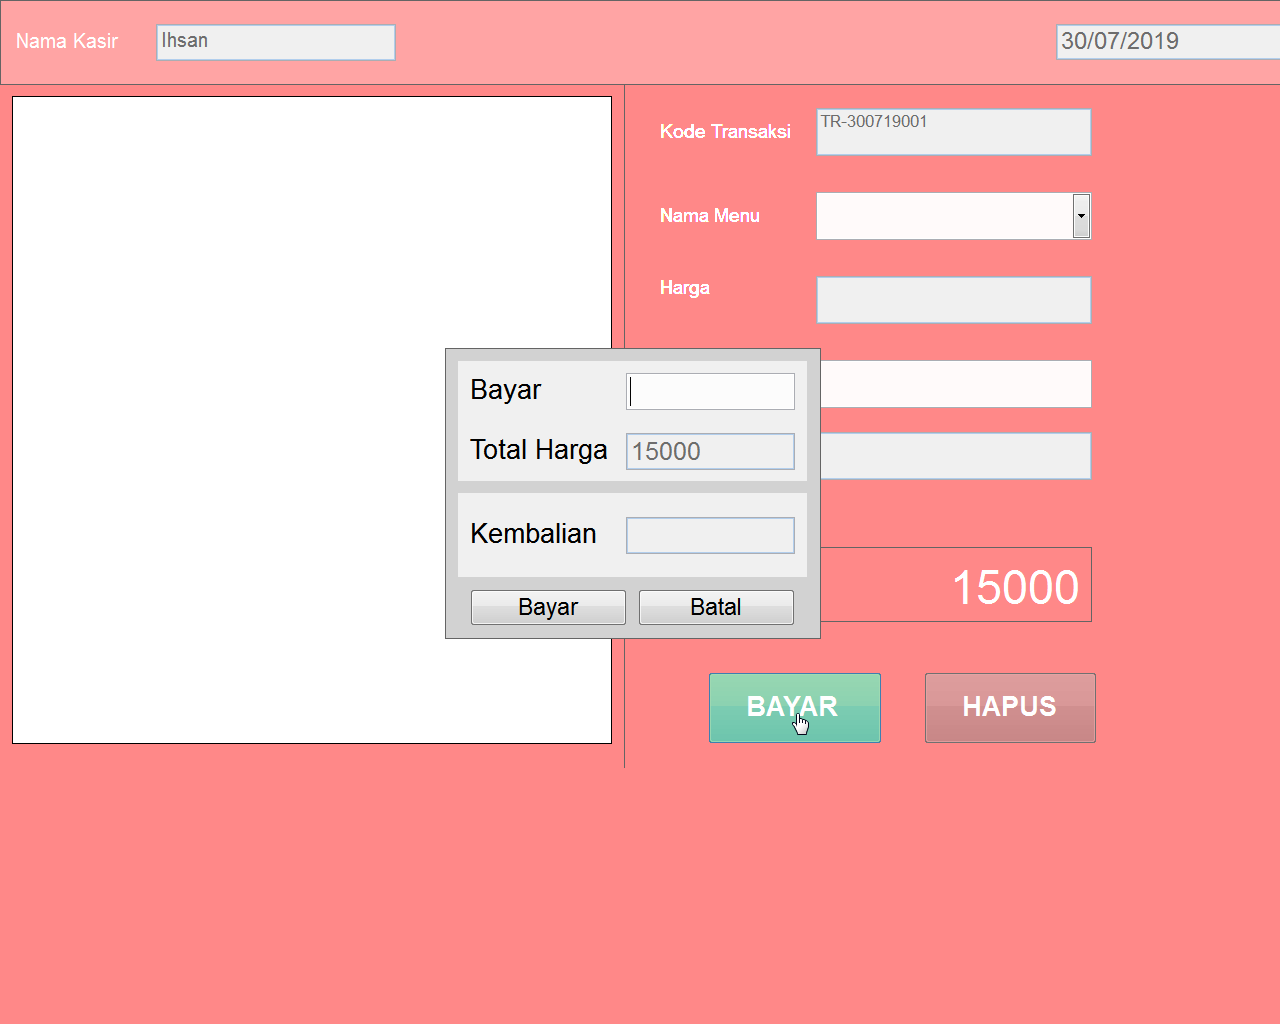 Nama Kasir
Ihsan
30/07/2019
Kode Transaksi
TR-300719001
Nama Menu
Harga
Bayar
Total Harga
15000
Kembalian
Bayar
Batal
15000
BAYAR
HAPUS